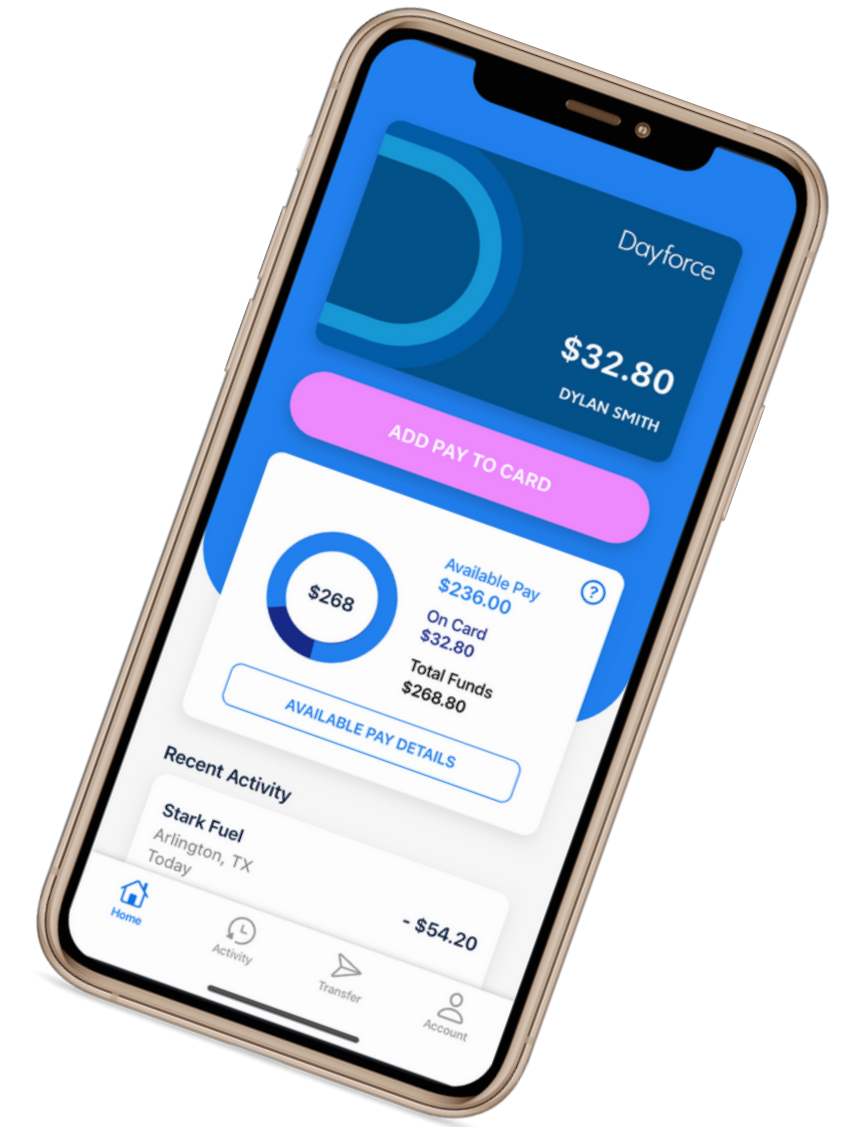 Dayforce
$32.80
DYLAN SMITH
ADD PAY TO CARD
?
$268
Available Pay
$236.00
On Card
$32.80
Total Funds
$268.80
AVAILABLE PAY DETAILS
Recent Activity
Stark Fuel
Arlington, TX
Today
- $54.20
Home
Activity
Transfer
Account